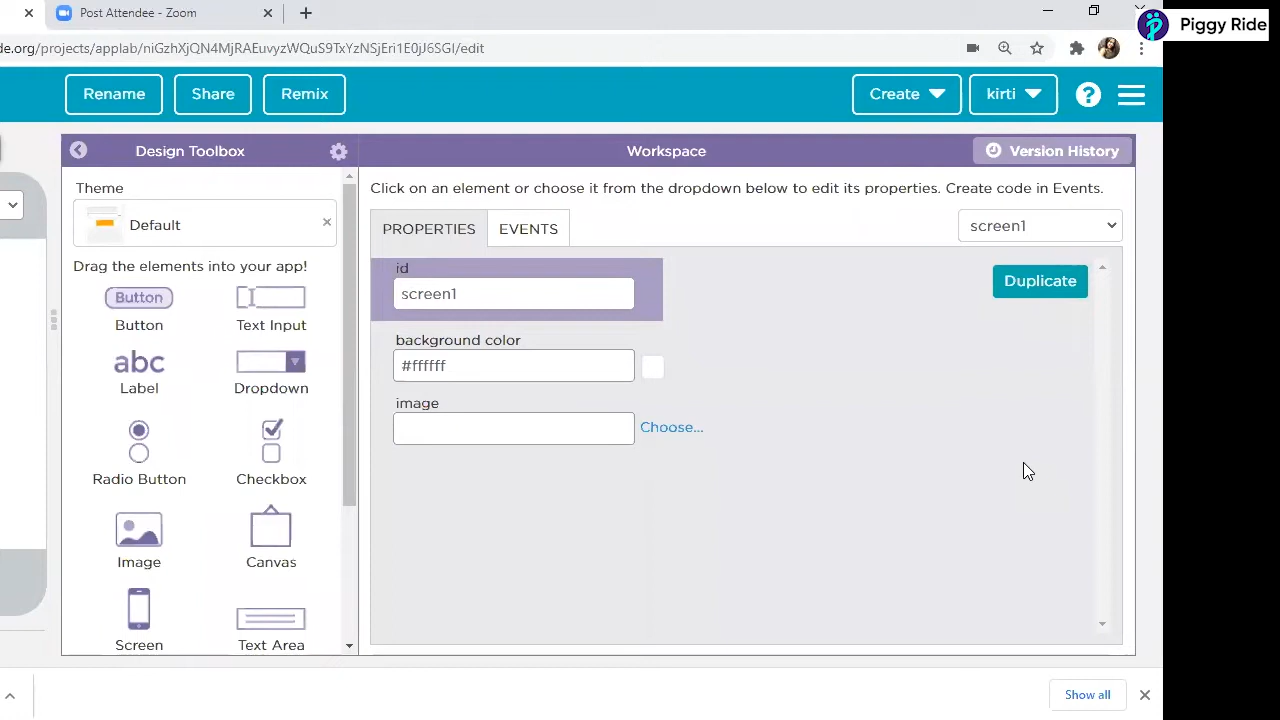 Post Attendee - Zoom
Piggy Ride
de.org/projects/applab/niGzhXjQN4MjRAEuvyzWQuS9TxYzNSjEri1E0jJ6SGI/edit
Rename Share Remix Create kirti ?
Design Toolbox Workspace Version History
Theme
Click on an element or choose it from the dropdown below to edit its properties. Create code in Events.
Default
PROPERTIES EVENTS screen1
Drag the elements into your app!
id
Duplicate
Button
screen1
Button Text Input
background color
abc
#ffffff
Label Dropdown
image
Choose...
Radio Button Checkbox
Image Canvas
Screen Text Area
Show all